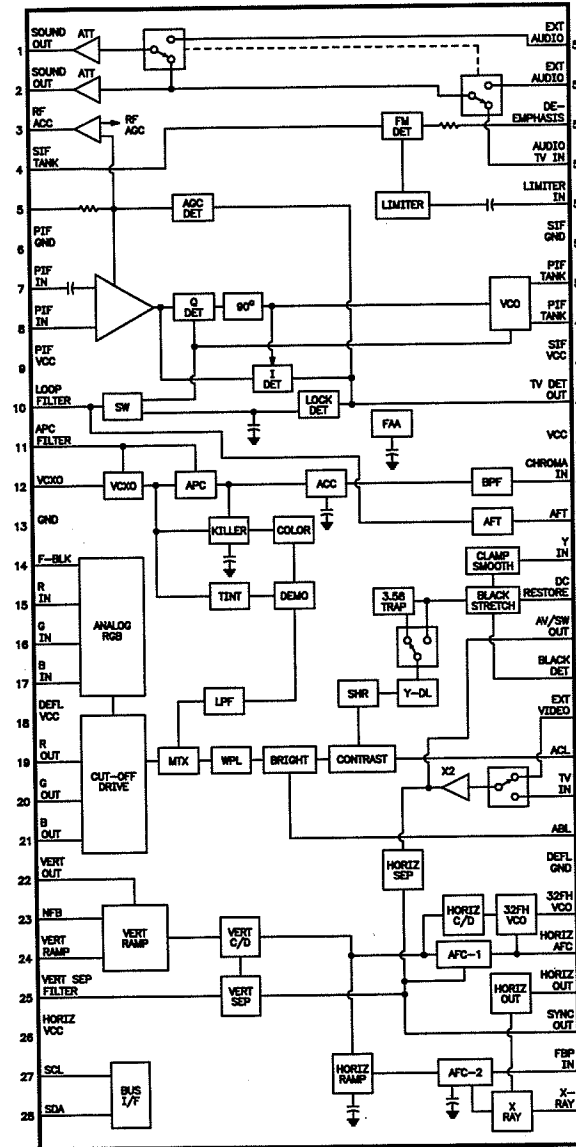 SOUND OUT
ATT
EXT AUDIO
1
SOUND OUT
ATT
EXT AUDIO
2
RF ACC
RF AGC
DE-EMPHASIS
3
SIF TANK
FM DET
AUDIO TV IN
4
AGC DET
LIMITER
LIMITER IN
5
PIF GND
SIF GND
6
PIF IN
PIF TANK
7
PIF IN
Q DET
90°
VCO
PIF TANK
8
PIF VCC
SIF VCC
9
I DET
LOOP FILTER
SW
LOCK DET
TV DET OUT
10
APC FILTER
FAA
VCC
11
CHROMA IN
VCXO
VCXO
APC
ACC
BPF
12
GND
KILLER
COLOR
AFT
AFT
13
F-BLK
Y IN
14
CLAMP SMOOTH
R IN
ANALOG RGB
TINT
DEMO
3.58 TRAP
BLACK STRETCH
DC RESTORE
15
G IN
AV/SW OUT
16
B IN
BLACK DET
17
SHR
Y-DL
DEFL VCC
LPF
EXT VIDEO
18
R OUT
CUT-OFF DRIVE
MTX
WPL
BRIGHT
CONTRAST
ACL
19
G OUT
X2
TV IN
20
B OUT
ABL
21
VERT OUT
HORIZ SEP
DEFL GND
22
NFB
VERT RAMP
VERT C/D
HORIZ C/D
32FH VCO
32FH VCO
23
VERT RAMP
AFC-1
HORIZ AFC
24
VERT SEP FILTER
VERT SEP
HORIZ OUT
HORIZ OUT
25
HORIZ VCC
SYNC OUT
26
FBP IN
SCL
BUS I/F
HORIZ RAMP
AFC-2
27
SDA
X RAY
X-RAY
28